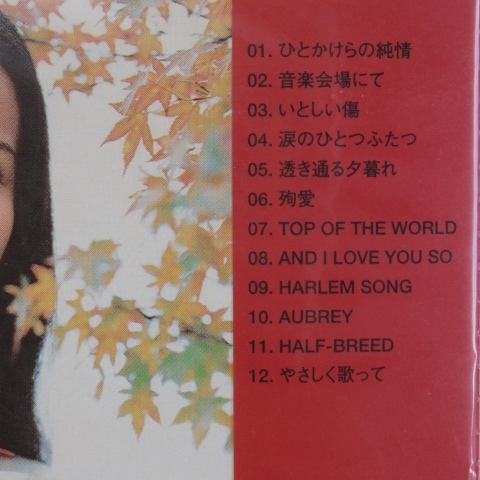 01. ひとかけらの純情
02. 音楽会場にて
03. いとしい傷
04. 涙のひとつふたつ
05. 透き通る夕暮れ
06. 殉愛
07. TOP OF THE WORLD
08. AND I LOVE YOU SO
09. HARLEM SONG
10. AUBREY
11. HALF-BREED
12. やさしく歌って